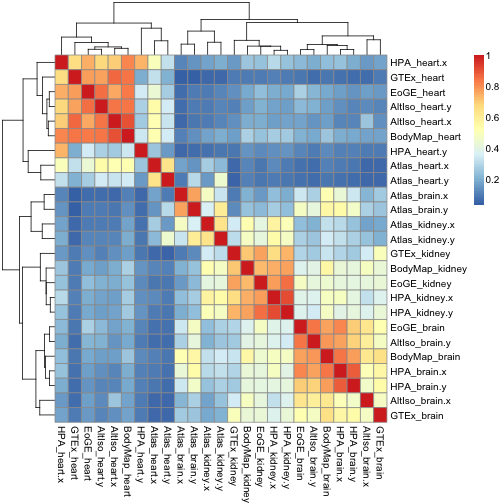 HPA_heart.x
GTEx_heart
EoGE_heart
AltIso_heart.y
AltIso_heart.x
BodyMap_heart
HPA_heart.y
Atlas_heart.x
Atlas_heart.y
Atlas_brain.x
Atlas_brain.y
Atlas_kidney.x
Atlas_kidney.y
GTEx_kidney
BodyMap_kidney
EoGE_kidney
HPA_kidney.x
HPA_kidney.y
EoGE_brain
AltIso_brain.y
BodyMap_brain
HPA_brain.x
HPA_brain.y
AltIso_brain.x
GTEx_brain
1
0.8
0.6
0.4
0.2
HPA_heart.x
GTEx_heart
EoGE_heart
AltIso_heart.y
AltIso_heart.x
BodyMap_heart
HPA_heart.y
Atlas_heart.x
Atlas_heart.y
Atlas_brain.x
Atlas_brain.y
Atlas_kidney.x
Atlas_kidney.y
GTEx_kidney
BodyMap_kidney
EoGE_kidney
HPA_kidney.x
HPA_kidney.y
EoGE_brain
AltIso_brain.y
BodyMap_brain
HPA_brain.x
HPA_brain.y
AltIso_brain.x
GTEx_brain